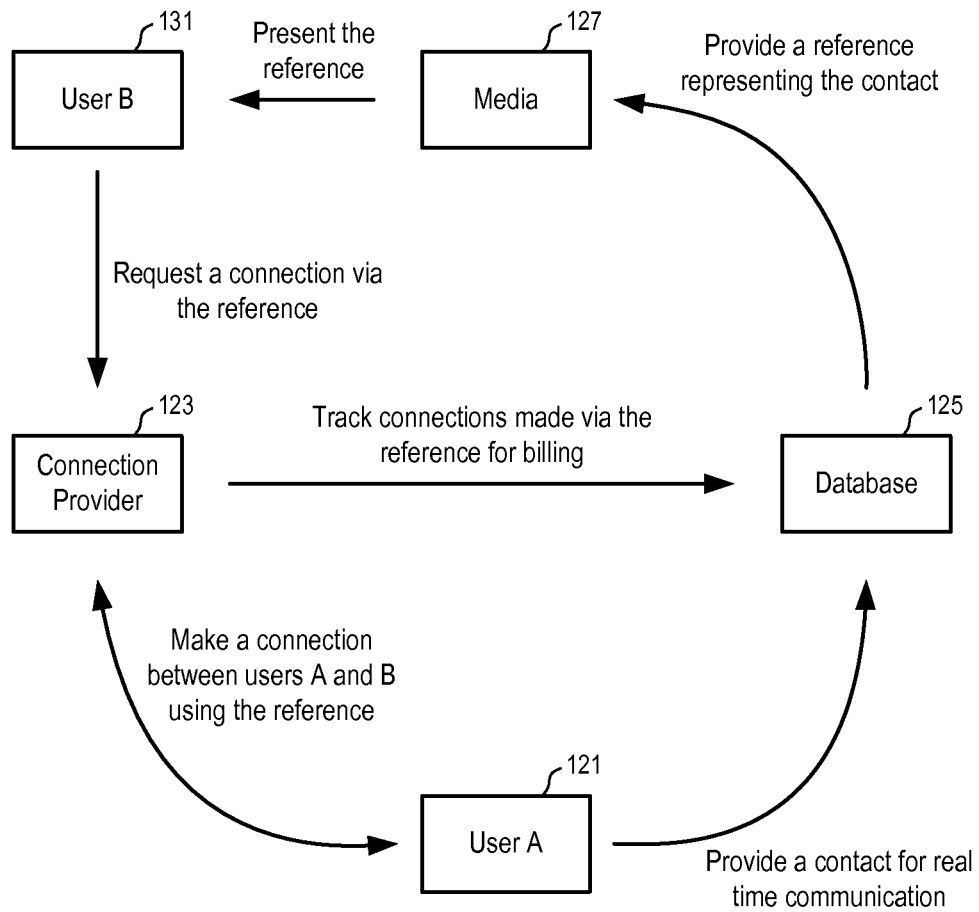 131
User B
Present the
reference
127
Media
Provide a reference
representing the contact
Request a connection via
the reference
123
Connection
Provider
Track connections made via the
reference for billing
125
Database
Make a connection
between users A and B
using the reference
121
User A
Provide a contact for real
time communication